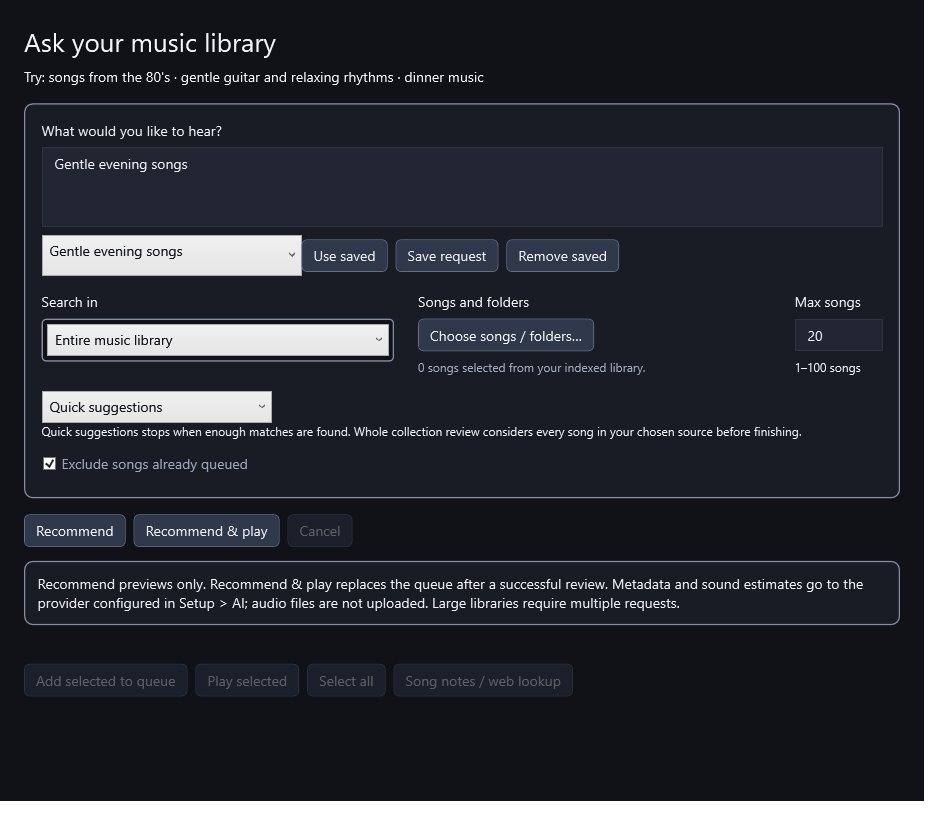 Ask your music library
Try: songs from the 80's · gentle guitar and relaxing rhythms · dinner music
What would you like to hear?
Gentle evening songs
Gentle evening songs
Use saved
Save request
Remove saved
Search in
Songs and folders
Max songs
Entire music library
Choose songs / folders...
20
0 songs selected from your indexed library.
1–100 songs
Quick suggestions
Quick suggestions stops when enough matches are found. Whole collection review considers every song in your chosen source before finishing.
Exclude songs already queued
Recommend
Recommend & play
Cancel
Recommend previews only. Recommend & play replaces the queue after a successful review. Metadata and sound estimates go to the
provider configured in Setup > AI; audio files are not uploaded. Large libraries require multiple requests.
Add selected to queue
Play selected
Select all
Song notes / web lookup